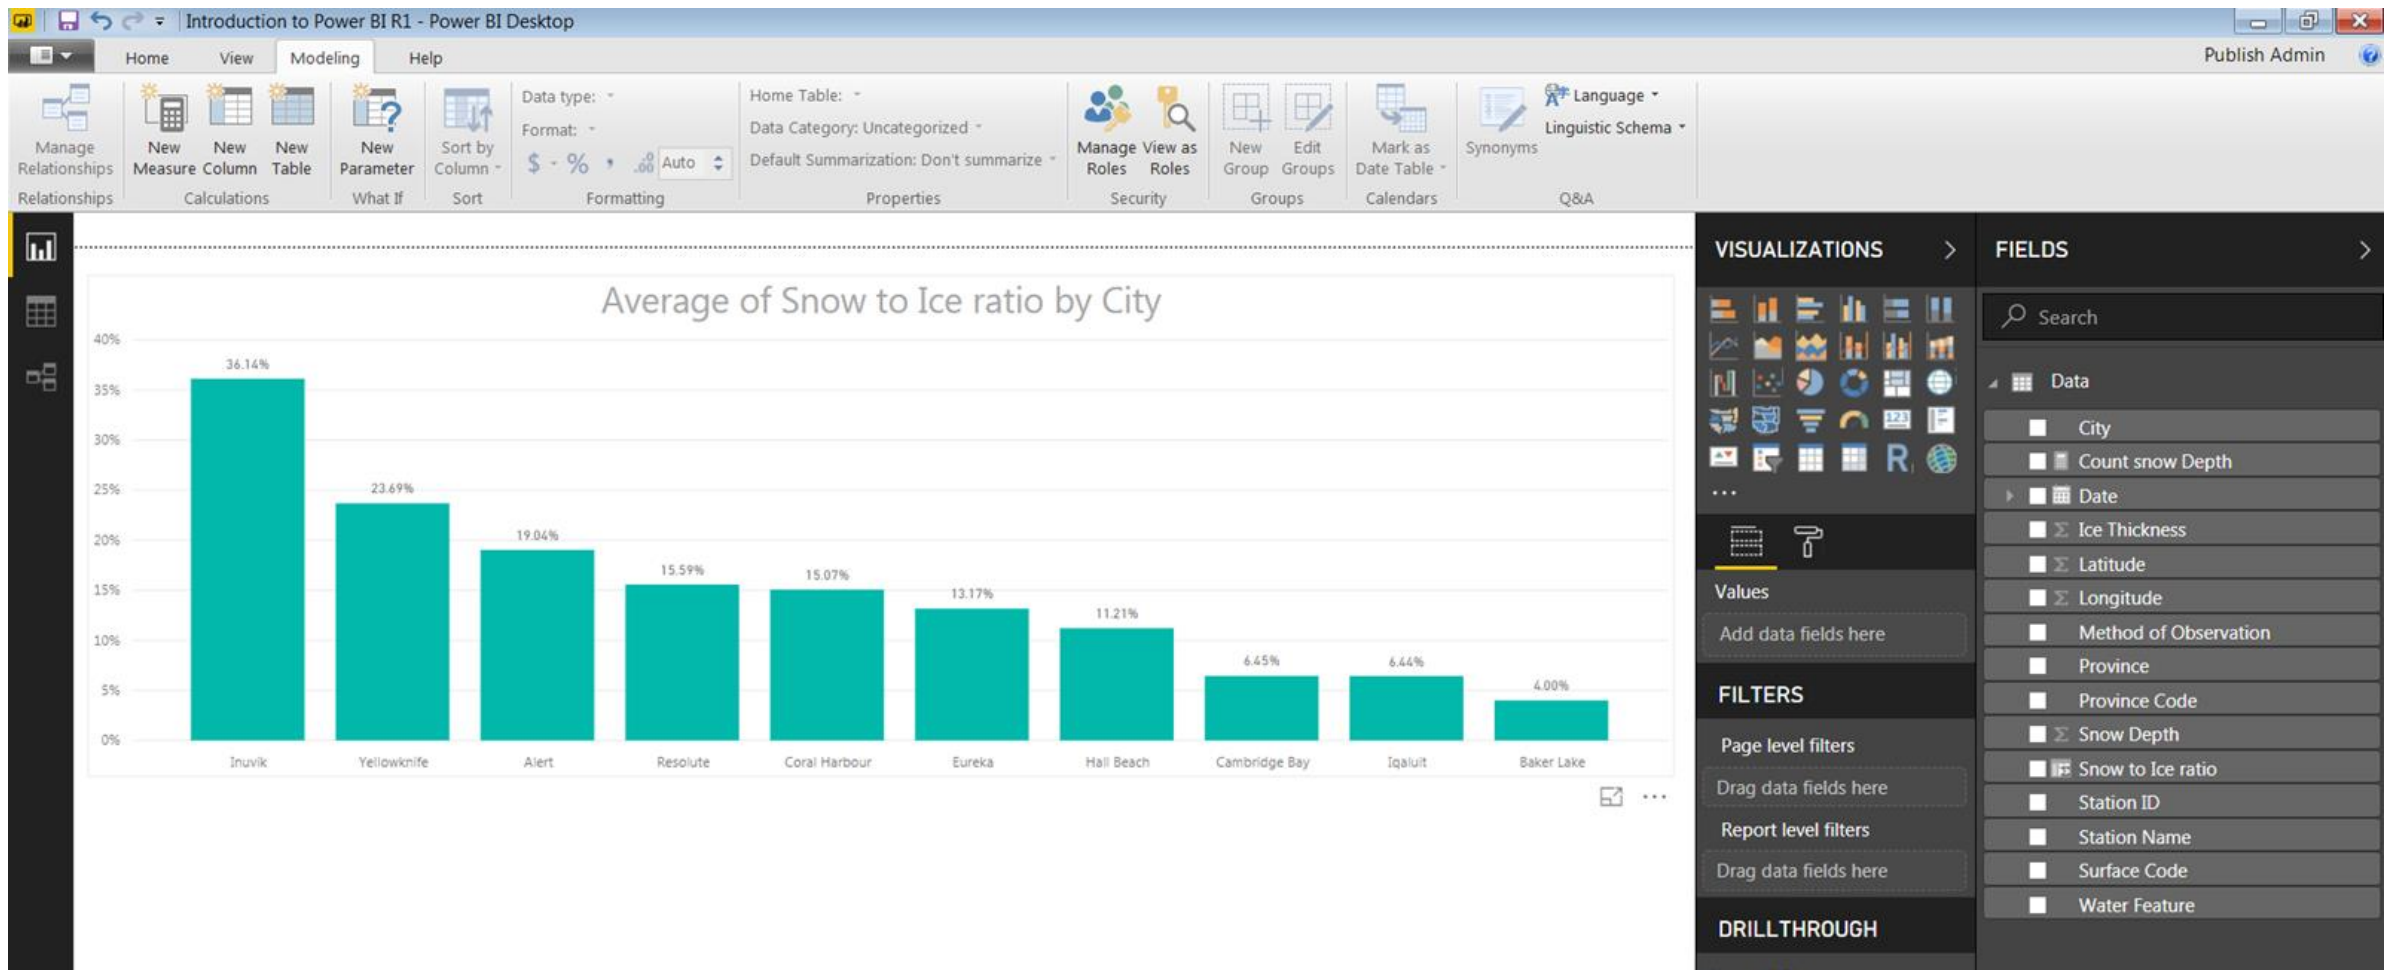 Introduction to Power BI R1 - Power BI Desktop
Home View Modeling Help
Publish Admin
Manage Relationships
Relationships
New Measure
New Column
New Table
Calculations
New Parameter
What If
Sort by Column
Sort
Data type:
Format:
$ - % , .00 Auto
Formatting
Home Table:
Data Category: Uncategorized
Default Summarization: Don't summarize
Properties
Manage Roles
View as Roles
Security
New Group
Edit Groups
Groups
Mark as Date Table
Calendars
Synonyms
Language
Linguistic Schema
Q&A
Average of Snow to Ice ratio by City
40%
35%
30%
25%
20%
15%
10%
5%
0%
36.14%
23.69%
19.04%
15.59%
15.07%
13.17%
11.21%
6.45%
6.44%
4.00%
Inuvik
Yellowknife
Alert
Resolute
Coral Harbour
Eureka
Hall Beach
Cambridge Bay
Iqaluit
Baker Lake
VISUALIZATIONS
123
R
Values
Add data fields here
FILTERS
Page level filters
Drag data fields here
Report level filters
Drag data fields here
DRILLTHROUGH
FIELDS
Search
Data
City
Count snow Depth
Date
Σ Ice Thickness
Σ Latitude
Σ Longitude
Method of Observation
Province
Province Code
Σ Snow Depth
Snow to Ice ratio
Station ID
Station Name
Surface Code
Water Feature